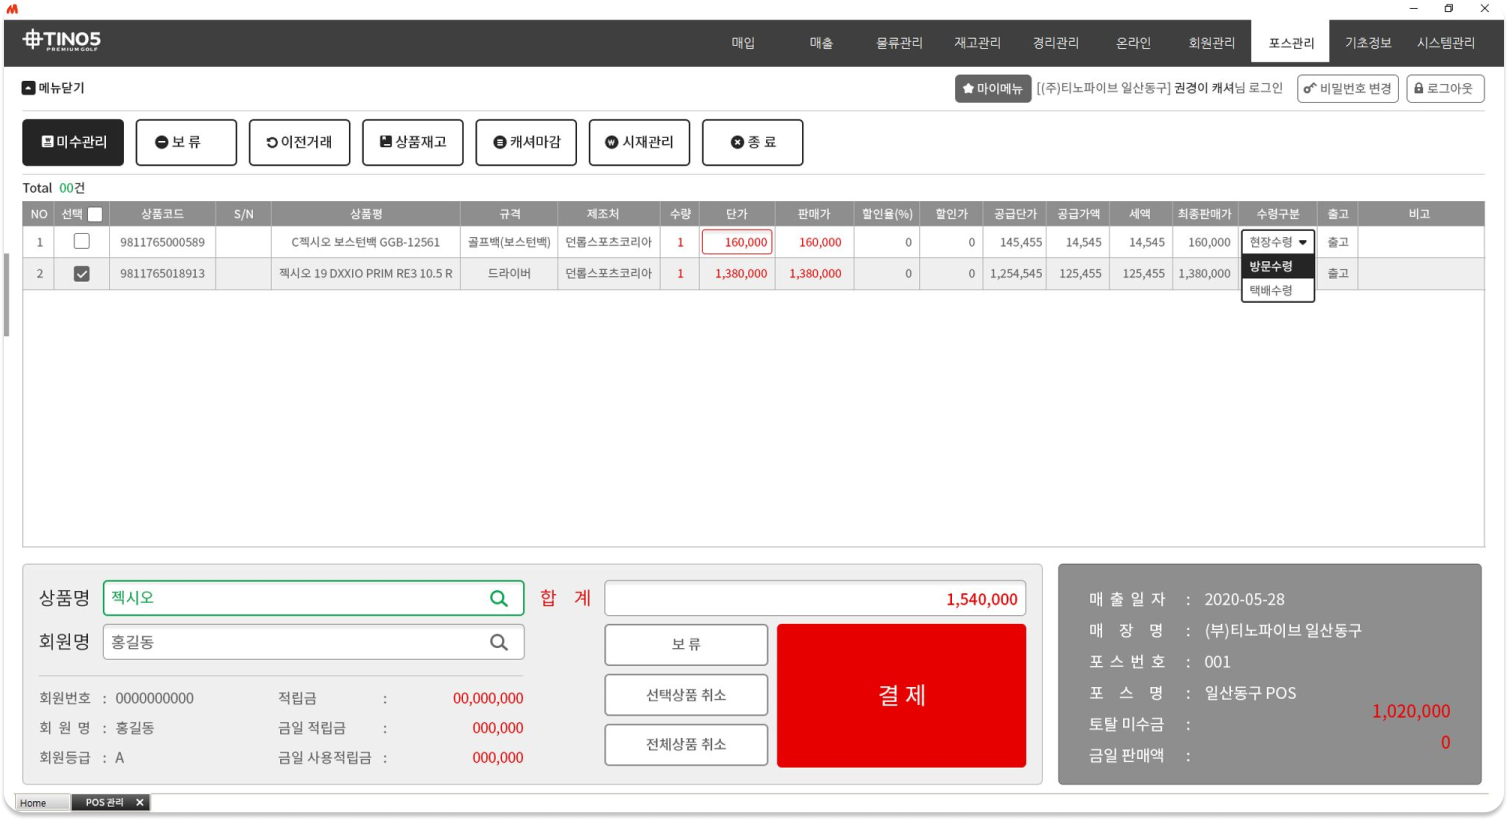 TINO5
PREMIUM GOLF
매입 매출 물류관리 재고관리 경리관리 온라인 회원관리 포스관리 기초정보 시스템관리
메뉴닫기
마이메뉴 [(주)티노파이브 일산동구] 권경이 캐셔님 로그인 비밀번호 변경 로그아웃
미수관리 보 류 이전거래 상품재고 캐셔마감 시재관리 종 료
Total 00건
NO 선택 상품코드 S/N 상품평 규격 제조처 수량 단가 판매가 할인율(%) 할인가 공급단가 공급가액 세액 최종판매가 수령구분 출고 비고
1 9811765000589 C젝시오 보스턴백 GGB-12561 골프백(보스턴백) 던롭스포츠코리아 1 160,000 160,000 0 0 145,455 14,545 14,545 160,000 현장수령 출고
2 9811765018913 젝시오 19 DXXIO PRIM RE3 10.5 R 드라이버 던롭스포츠코리아 1 1,380,000 1,380,000 0 0 1,254,545 125,455 125,455 1,380,000 방문수령 출고
택배수령
상품명 젝시오 합 계 1,540,000
회원명 홍길동
보 류
선택상품 취소
전체상품 취소
결 제
회원번호 : 0000000000 적립금 : 00,000,000
회 원 명 : 홍길동 금일 적립금 : 000,000
회원등급 : A 금일 사용적립금 : 000,000
매 출 일 자 : 2020-05-28
매 장 명 : (부)티노파이브 일산동구
포 스 번 호 : 001
포 스 명 : 일산동구 POS
토탈 미수금 : 1,020,000
금일 판매액 : 0
Home POS 관리